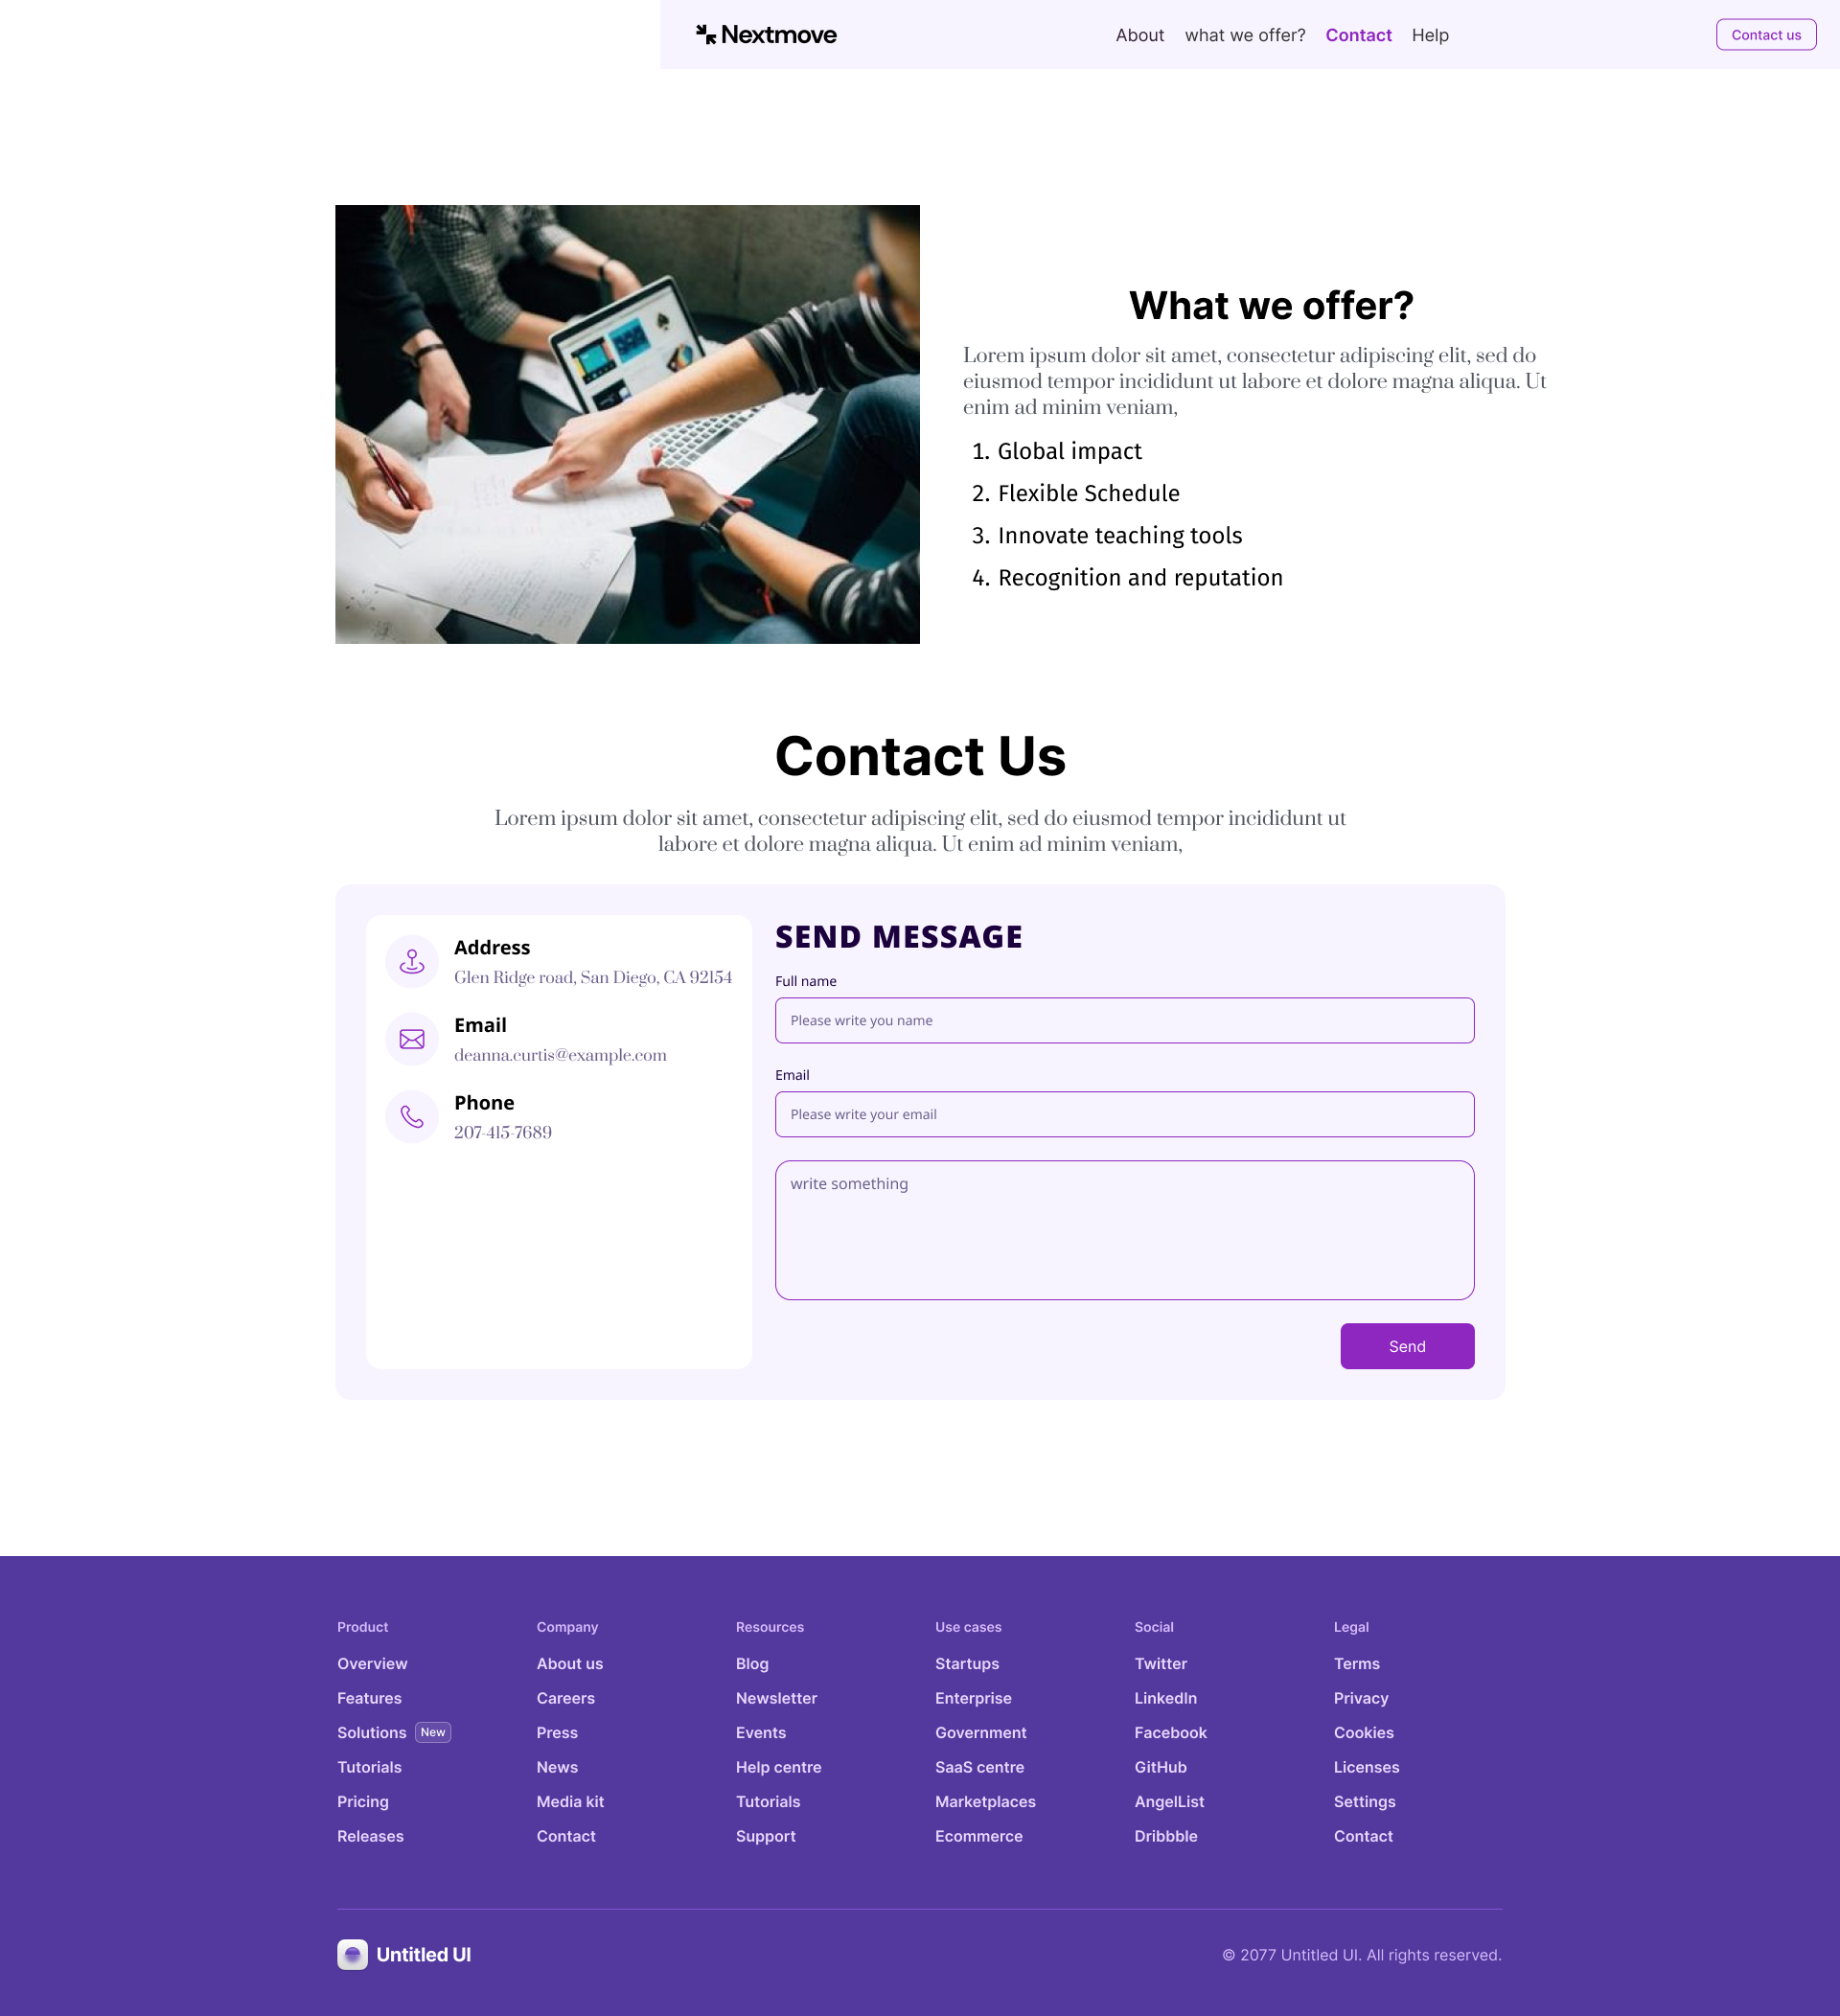 Nextmove
About what we offer? Contact Help
Contact us
What we offer?
Lorem ipsum dolor sit amet, consectetur adipiscing elit, sed do
eiusmod tempor incididunt ut labore et dolore magna aliqua. Ut
enim ad minim veniam,
1. Global impact
2. Flexible Schedule
3. Innovate teaching tools
4. Recognition and reputation
Contact Us
Lorem ipsum dolor sit amet, consectetur adipiscing elit, sed do eiusmod tempor incididunt ut
labore et dolore magna aliqua. Ut enim ad minim veniam,
Address
Glen Ridge road, San Diego, CA 92154
Email
deanna.curtis@example.com
Phone
207-415-7689
SEND MESSAGE
Full name
Please write you name
Email
Please write your email
write something
Send
Product
Overview
Features
Solutions New
Tutorials
Pricing
Releases
Company
About us
Careers
Press
News
Media kit
Contact
Resources
Blog
Newsletter
Events
Help centre
Tutorials
Support
Use cases
Startups
Enterprise
Government
SaaS centre
Marketplaces
Ecommerce
Social
Twitter
LinkedIn
Facebook
GitHub
AngelList
Dribbble
Legal
Terms
Privacy
Cookies
Licenses
Settings
Contact
Untitled UI
© 2077 Untitled UI. All rights reserved.